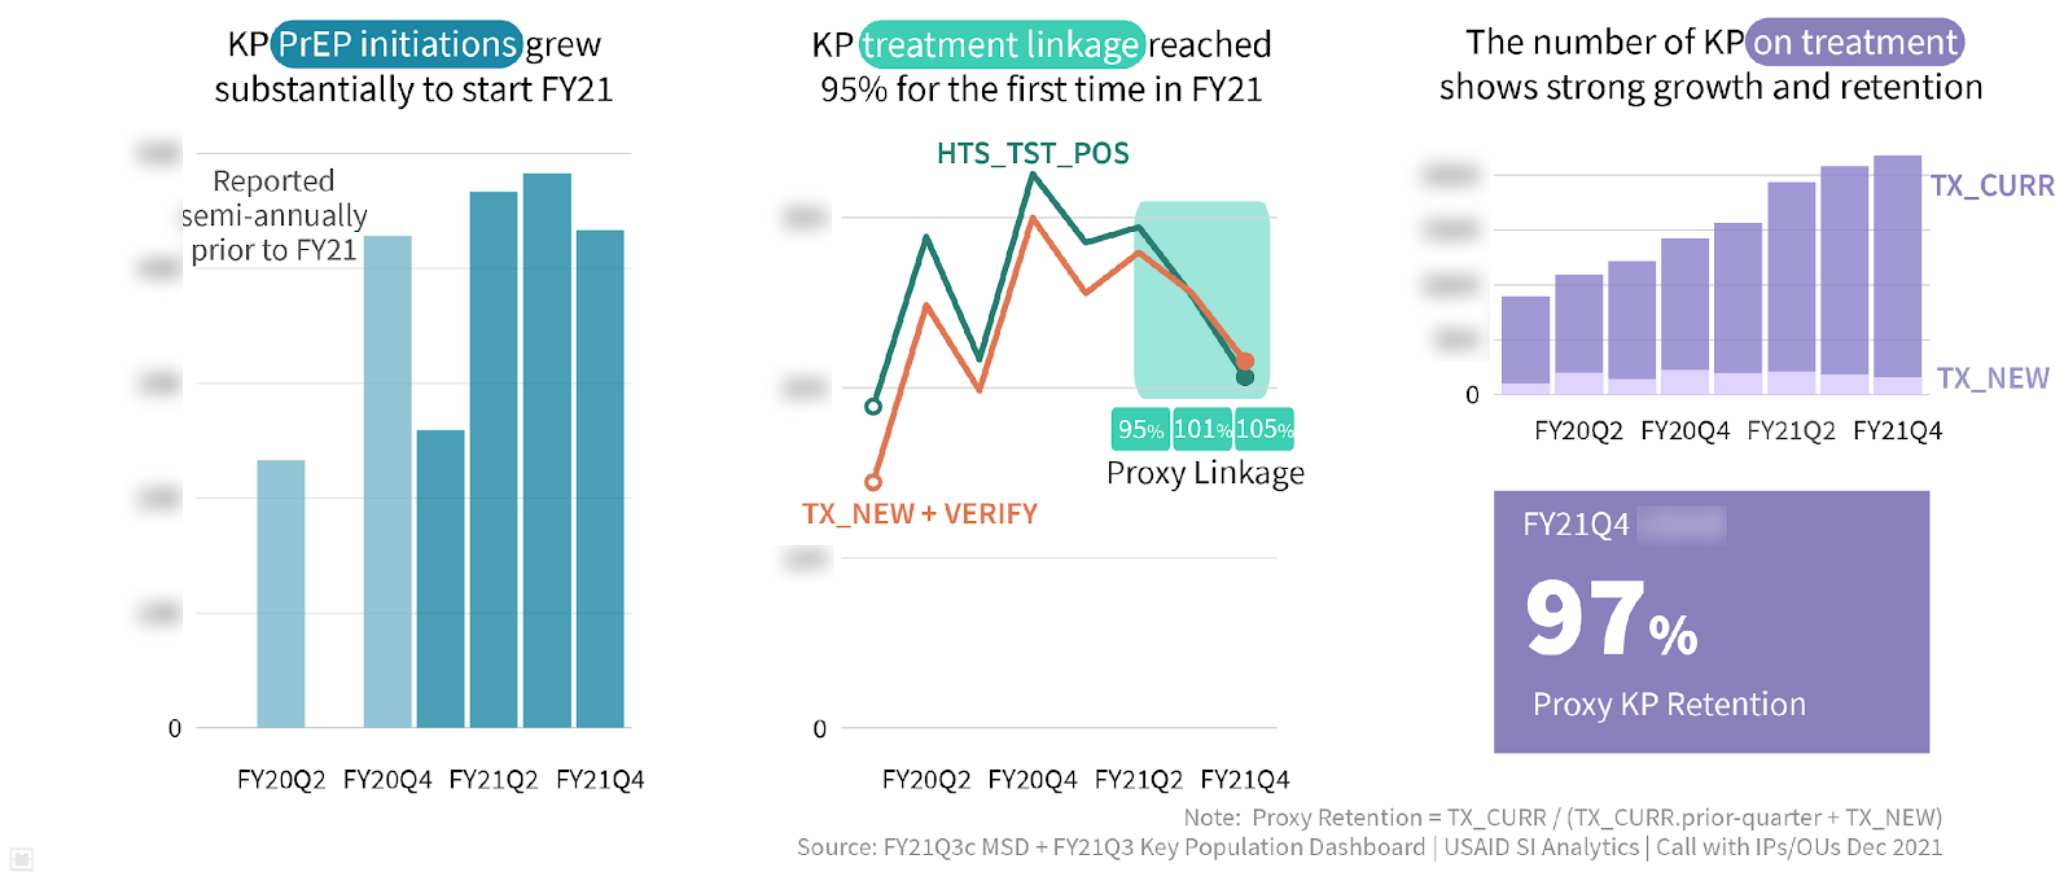 KP PrEP initiations grew
substantially to start FY21
Reported
semi-annually
prior to FY21
0
FY20Q2 FY20Q4 FY21Q2 FY21Q4
KP treatment linkage reached
95% for the first time in FY21
HTS_TST_POS
95% 101% 105%
Proxy Linkage
TX_NEW + VERIFY
0
FY20Q2 FY20Q4 FY21Q2 FY21Q4
The number of KP on treatment
shows strong growth and retention
TX_CURR
TX_NEW
0
FY20Q2 FY20Q4 FY21Q2 FY21Q4
FY21Q4
97%
Proxy KP Retention
Note: Proxy Retention = TX_CURR / (TX_CURR.prior-quarter + TX_NEW)
Source: FY21Q3c MSD + FY21Q3 Key Population Dashboard | USAID SI Analytics | Call with IPs/OUs Dec 2021